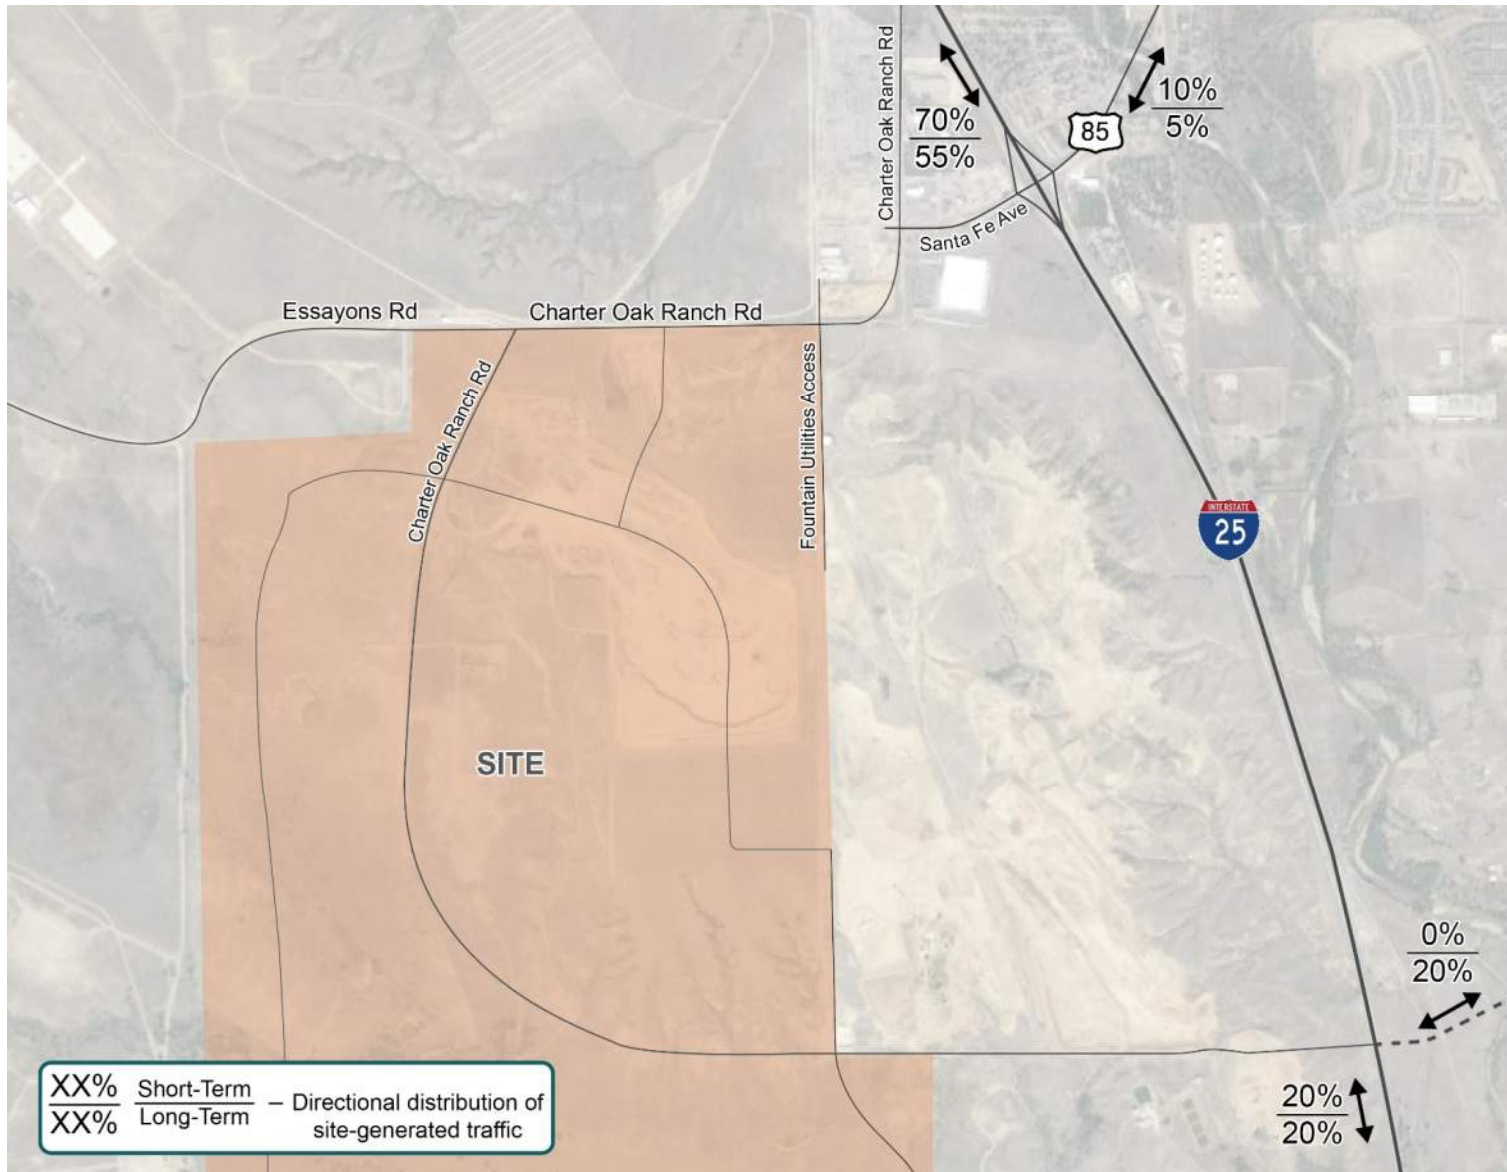 Charter Oak Ranch Rd
70%
55%
10%
5%
85
Santa Fe Ave
Essayons Rd
Charter Oak Ranch Rd
Charter Oak Ranch Rd
Fountain Utilities Access
INTERSTATE
25
SITE
0%
20%
20%
20%
XX%
XX%
Short-Term
Long-Term
– Directional distribution of
site-generated traffic